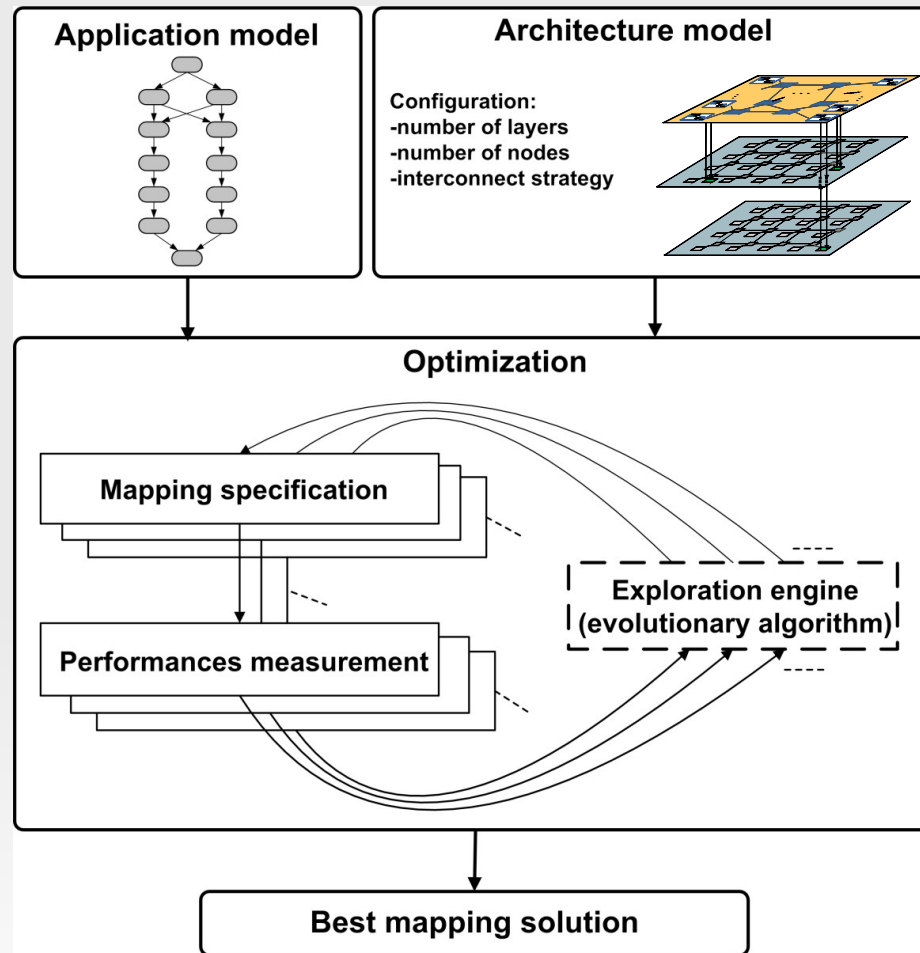 Application model
Architecture model
Configuration:
-number of layers
-number of nodes
-interconnect strategy
Optimization
Mapping specification
Performances measurement
Exploration engine
(evolutionary algorithm)
Best mapping solution